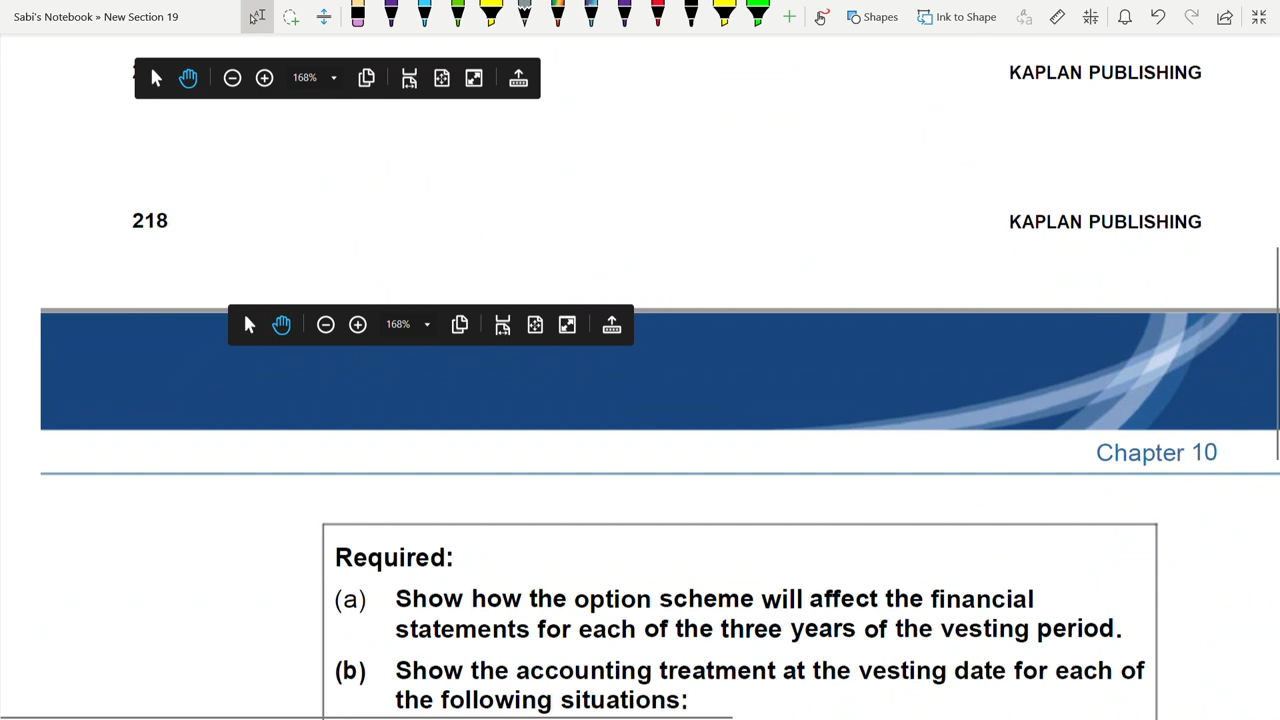 Sabi's Notebook » New Section 19
Shapes
Ink to Shape
168%
KAPLAN PUBLISHING
218
KAPLAN PUBLISHING
168%
Chapter 10
Required:
(a) Show how the option scheme will affect the financial
statements for each of the three years of the vesting period.
(b) Show the accounting treatment at the vesting date for each of
the following situations: